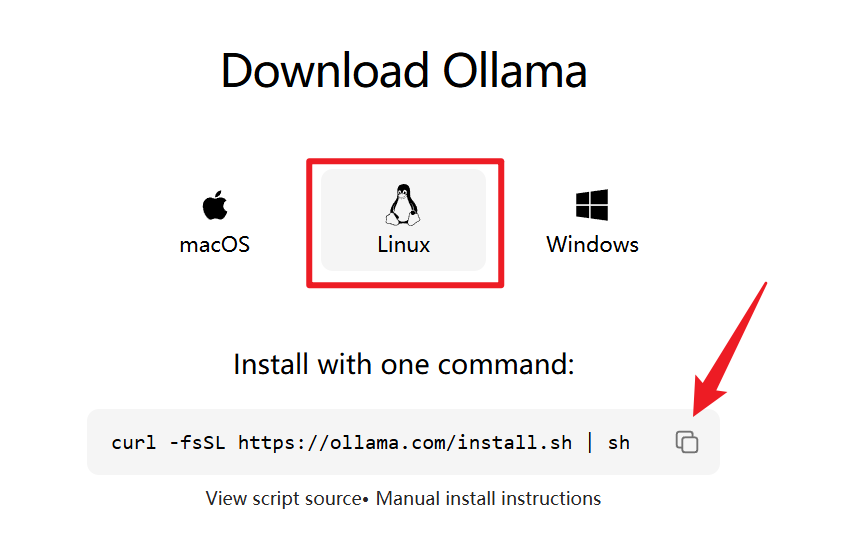 Download Ollama
macOS
Linux
Windows
Install with one command:
curl -fsSL https://ollama.com/install.sh | sh
View script source• Manual install instructions